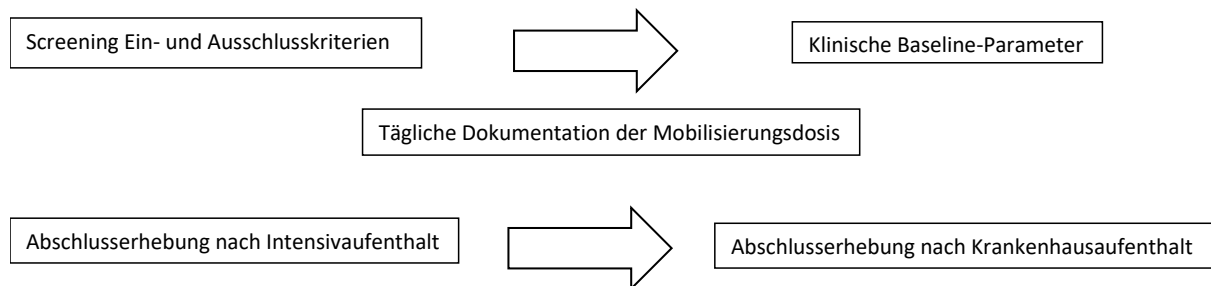 Screening Ein- und Ausschlusskriterien
Klinische Baseline-Parameter
Tägliche Dokumentation der Mobilisierungsdosis
Abschlusserhebung nach Intensivaufenthalt
Abschlusserhebung nach Krankenhausaufenthalt